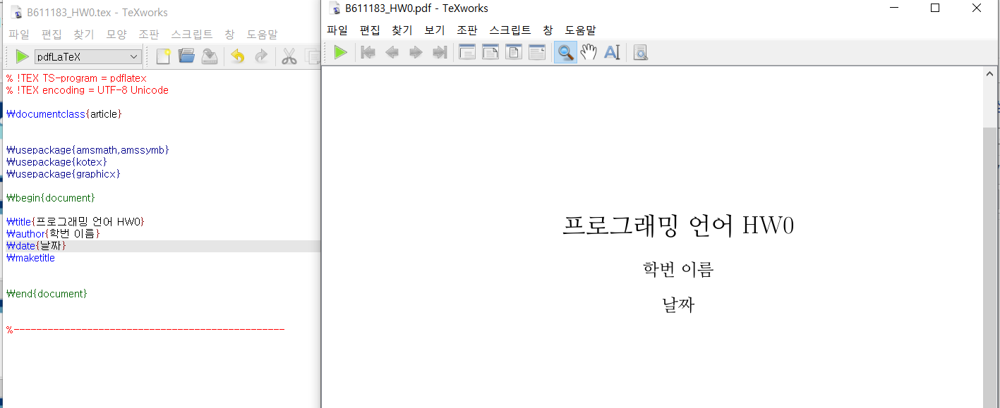 B611183_HW0.tex - TeXworks
파일 편집 찾기 모양 조판 스크립트 창 도움말
pdfLaTeX
% !TEX TS-program = pdflatex
% !TEX encoding = UTF-8 Unicode
₩documentclass{article}
₩usepackage{amsmath,amssymb}
₩usepackage{kotex}
₩usepackage{graphicx}
₩begin{document}
₩title{프로그래밍 언어 HW0}
₩author{학번 이름}
₩date{날짜}
₩maketitle
₩end{document}
%------------------------------------------------
B611183_HW0.pdf - TeXworks
파일 편집 찾기 보기 조판 스크립트 창 도움말
프로그래밍 언어 HW0
학번 이름
날짜